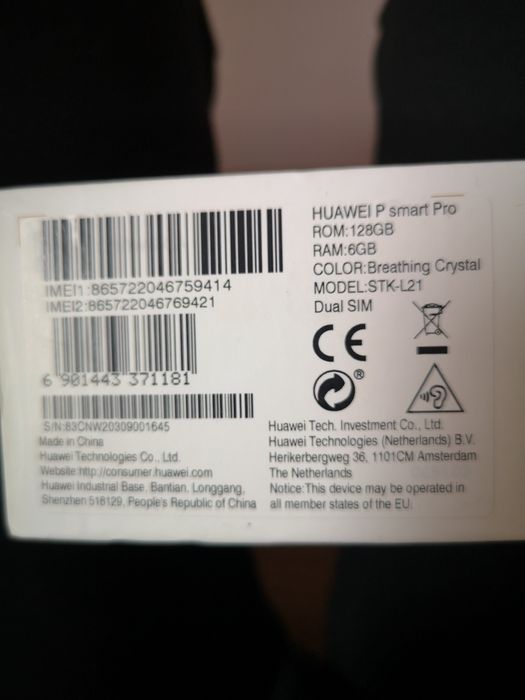 IMEI1:865722046759414
IMEI2:865722046769421
6 901443 371181
S/N:83CNW20309001645
Made in China
Huawei Technologies Co., Ltd.
Website:http://consumer.huawei.com
Huawei Industrial Base, Bantian, Longgang,
Shenzhen 518129, People's Republic of China
HUAWEI P smart Pro
ROM:128GB
RAM:6GB
COLOR:Breathing Crystal
MODEL:STK-L21
Dual SIM
CE
®
Huawei Tech. Investment Co., Ltd.
Huawei Technologies (Netherlands) B.V.
Herikerbergweg 36, 1101CM Amsterdam
The Netherlands
Notice:This device may be operated in
all member states of the EU.